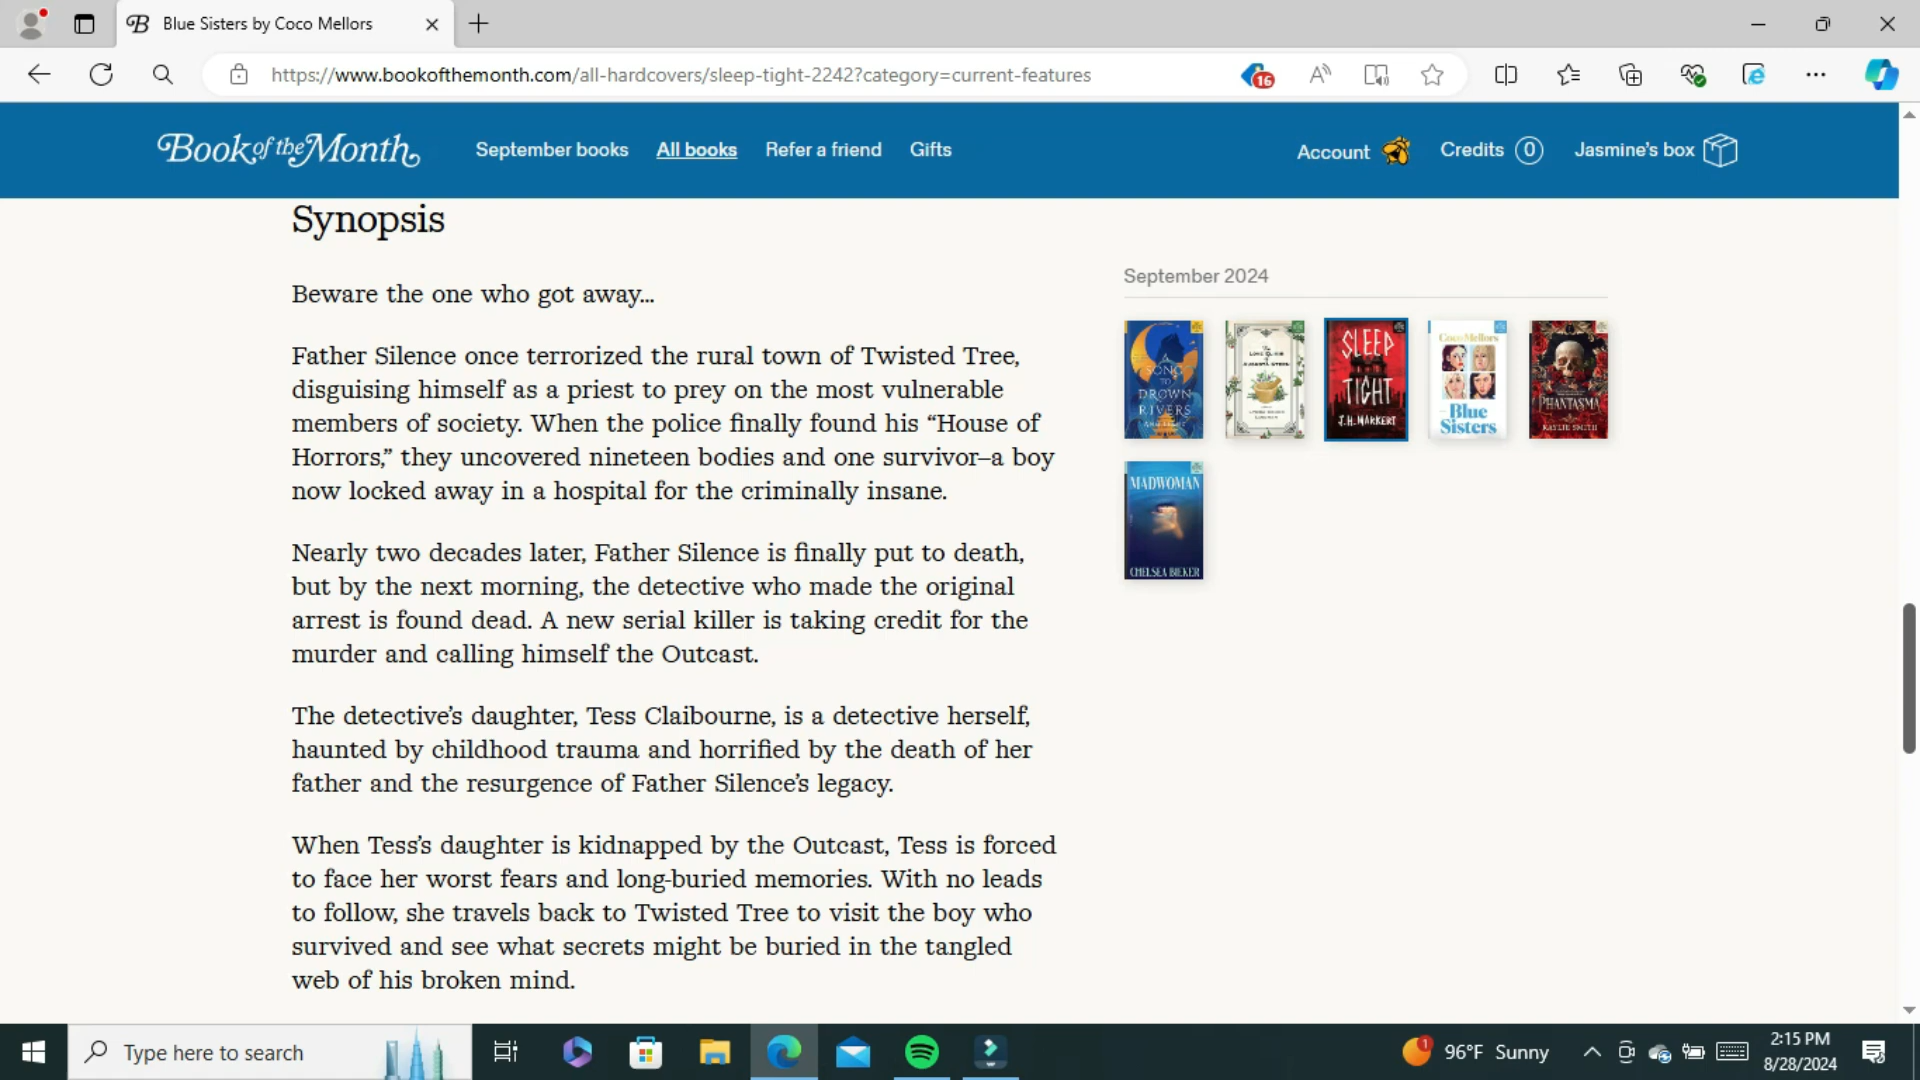 Blue Sisters by Coco Mellors
https://www.bookofthemonth.com/all-hardcovers/sleep-tight-2242?category=current-features
16
Book of the Month
September books
All books
Refer a friend
Gifts
Account
Credits 0
Jasmine's box
Synopsis
Beware the one who got away…
Father Silence once terrorized the rural town of Twisted Tree,
disguising himself as a priest to prey on the most vulnerable
members of society. When the police finally found his “House of
Horrors,” they uncovered nineteen bodies and one survivor–a boy
now locked away in a hospital for the criminally insane.
Nearly two decades later, Father Silence is finally put to death,
but by the next morning, the detective who made the original
arrest is found dead. A new serial killer is taking credit for the
murder and calling himself the Outcast.
The detective’s daughter, Tess Claibourne, is a detective herself,
haunted by childhood trauma and horrified by the death of her
father and the resurgence of Father Silence’s legacy.
When Tess’s daughter is kidnapped by the Outcast, Tess is forced
to face her worst fears and long-buried memories. With no leads
to follow, she travels back to Twisted Tree to visit the boy who
survived and see what secrets might be buried in the tangled
web of his broken mind.
September 2024
A
SONG
TO
DROWN
RIVERS
SLEEP
TIGHT
J.H. MARKERT
Coco Mellors
Blue
Sisters
PHANTASMA
KAYLIE SMITH
MADWOMAN
CHELSEA BIEKER
Type here to search
1
96°F Sunny
2:15 PM
8/28/2024